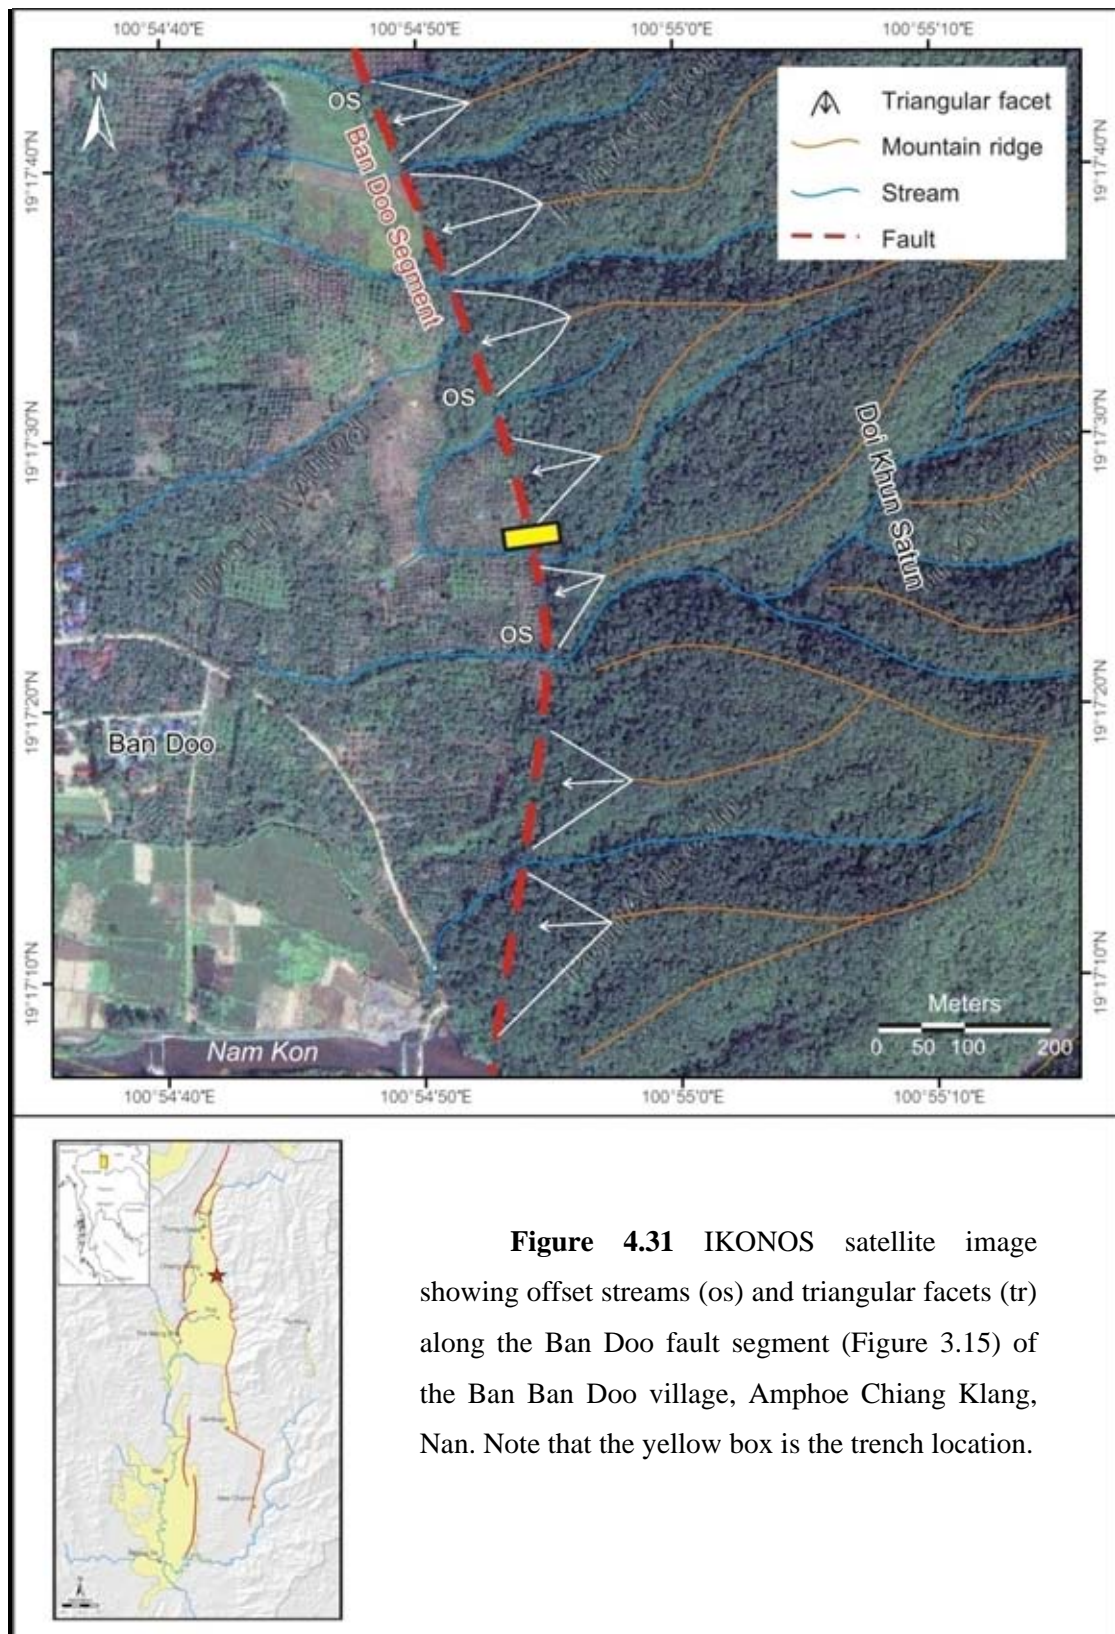 100°54'40"E
100°54'50"E
100°55'0"E
100°55'10"E
N
OS
Triangular facet
Mountain ridge
Stream
Fault
19°17'40"N
19°17'40"N
Ban Doo Segment
OS
19°17'30"N
19°17'30"N
Doi Khun Satun
OS
19°17'20"N
19°17'20"N
Ban Doo
19°17'10"N
19°17'10"N
Meters
0 50 100 200
Nam Kon
100°54'40"E
100°54'50"E
100°55'0"E
100°55'10"E
Figure 4.31 IKONOS satellite image
showing offset streams (os) and triangular facets (tr)
along the Ban Doo fault segment (Figure 3.15) of
the Ban Ban Doo village, Amphoe Chiang Klang,
Nan. Note that the yellow box is the trench location.